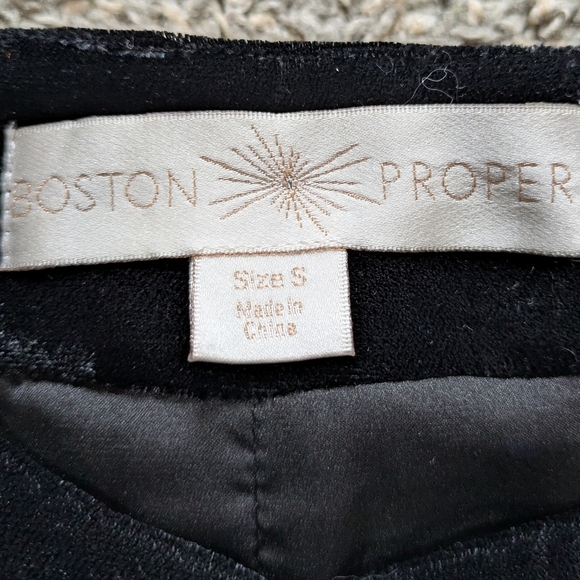 BOSTON PROPER
Size S
Made in
China